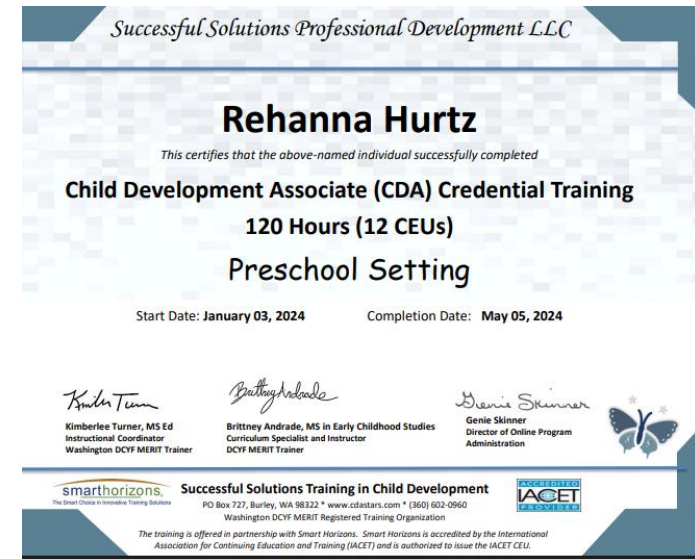 Successful Solutions Professional Development LLC
Rehanna Hurtz
This certifies that the above-named individual successfully completed
Child Development Associate (CDA) Credential Training
120 Hours (12 CEUs)
Preschool Setting
Start Date: January 03, 2024 Completion Date: May 05, 2024
Kimberlee Turner, MS Ed
Instructional Coordinator
Washington DCYF MERIT Trainer
Brittney Andrade
Brittney Andrade, MS in Early Childhood Studies
Curriculum Specialist and Instructor
DCYF MERIT Trainer
Genie Skinner
Genie Skinner
Director of Online Program
Administration
smarthorizons.
The Smart Choice in Innovative Training Solutions
Successful Solutions Training in Child Development
PO Box 727, Burley, WA 98322 * www.cdastars.com * (360) 602-0960
Washington DCYF MERIT Registered Training Organization
ACCREDITED
IACET
PROVIDER
The training is offered in partnership with Smart Horizons. Smart Horizons is accredited by the International
Association for Continuing Education and Training (IACET) and is authorized to issue the IACET CEU.